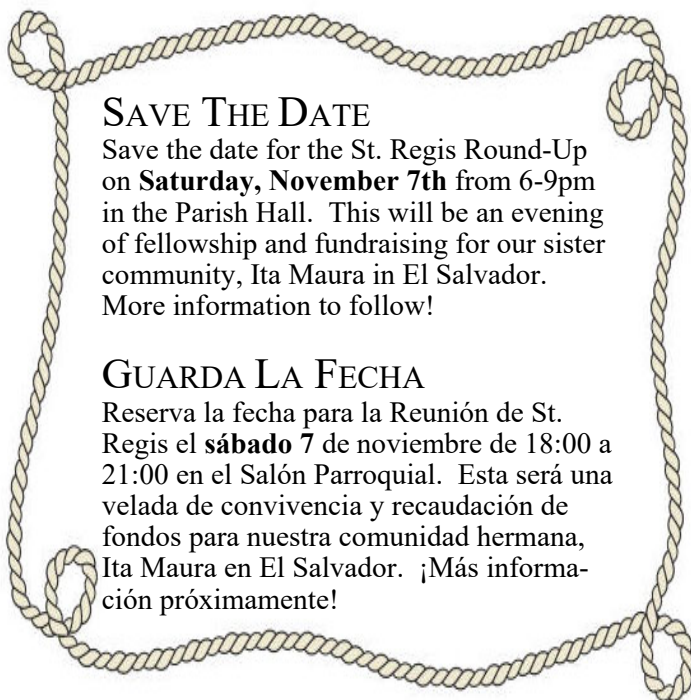 SAVE THE DATE
Save the date for the St. Regis Round-Up
on Saturday, November 7th from 6-9pm
in the Parish Hall.  This will be an evening
of fellowship and fundraising for our sister
community, Ita Maura in El Salvador.
More information to follow!
GUARDA LA FECHA
Reserva la fecha para la Reunión de St.
Regis el sábado 7 de noviembre de 18:00 a
21:00 en el Salón Parroquial.  Esta será una
velada de convivencia y recaudación de
fondos para nuestra comunidad hermana,
Ita Maura en El Salvador.  ¡Más informa-
ción próximamente!